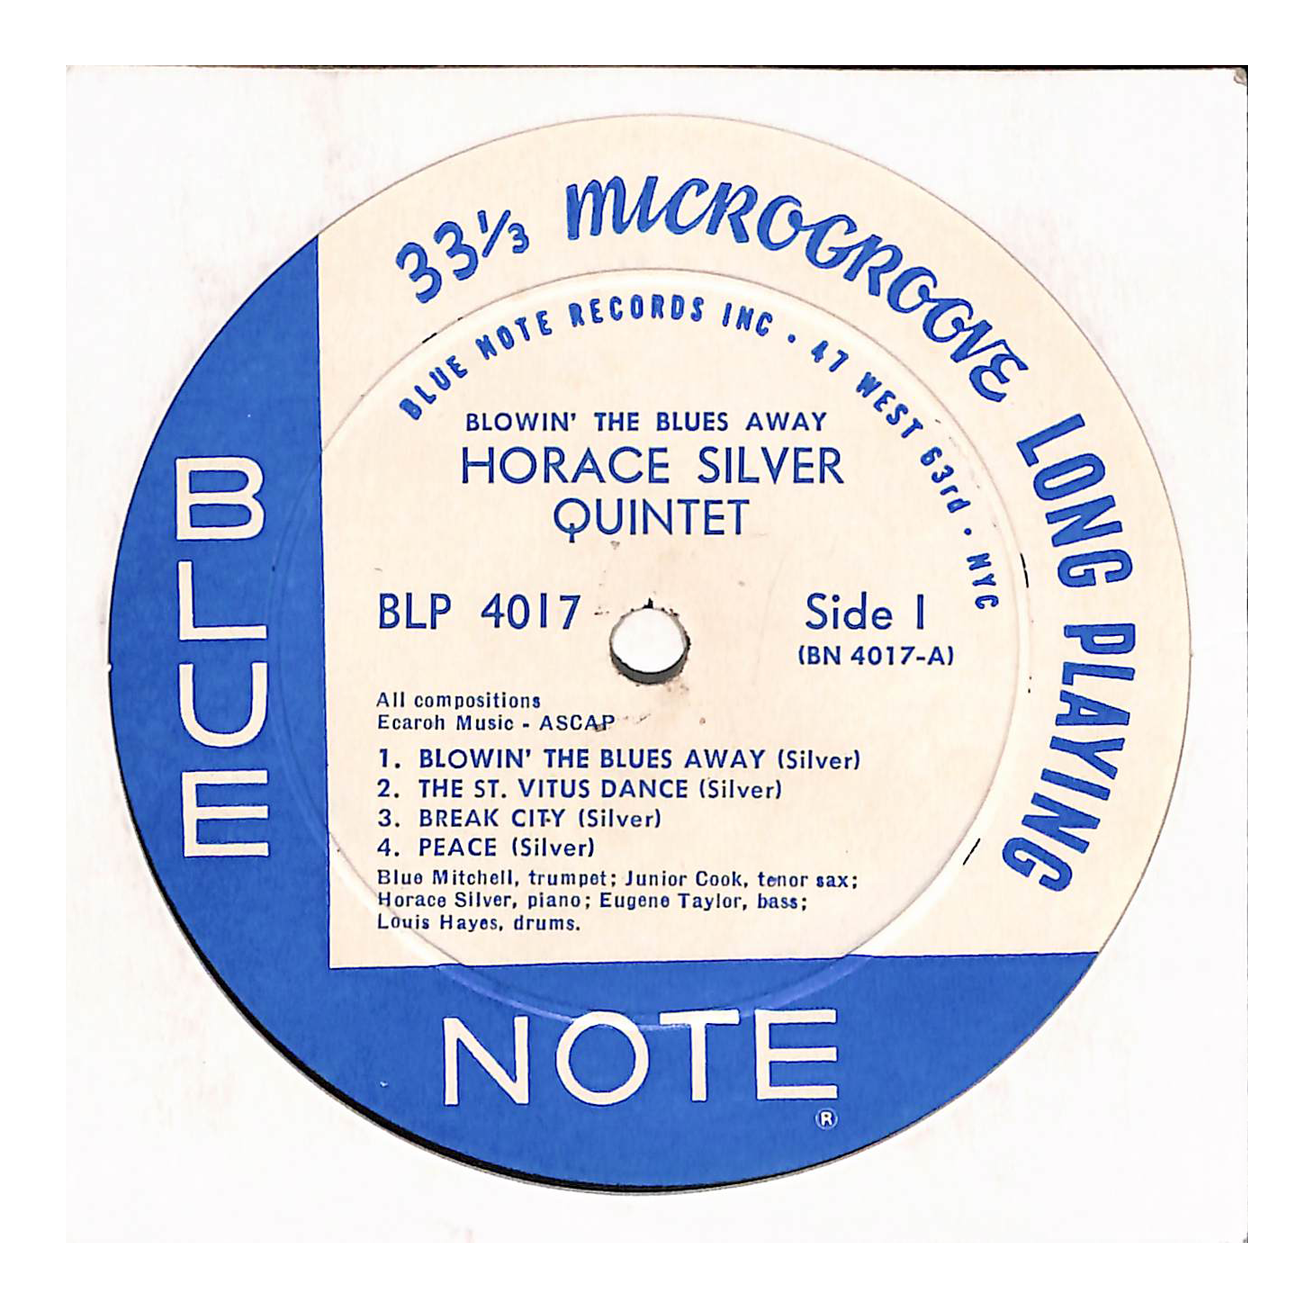 33⅓ MICROGROOVE LONG PLAYING
BLUE NOTE RECORDS INC · 47 WEST 63rd · NYC
BLOWIN' THE BLUES AWAY
HORACE SILVER
QUINTET
BLP 4017
Side 1
(BN 4017-A)
All compositions
Ecaroh Music - ASCAP
1. BLOWIN' THE BLUES AWAY (Silver)
2. THE ST. VITUS DANCE (Silver)
3. BREAK CITY (Silver)
4. PEACE (Silver)
Blue Mitchell, trumpet; Junior Cook, tenor sax;
Horace Silver, piano; Eugene Taylor, bass;
Louis Hayes, drums.
BLUE
NOTE
®